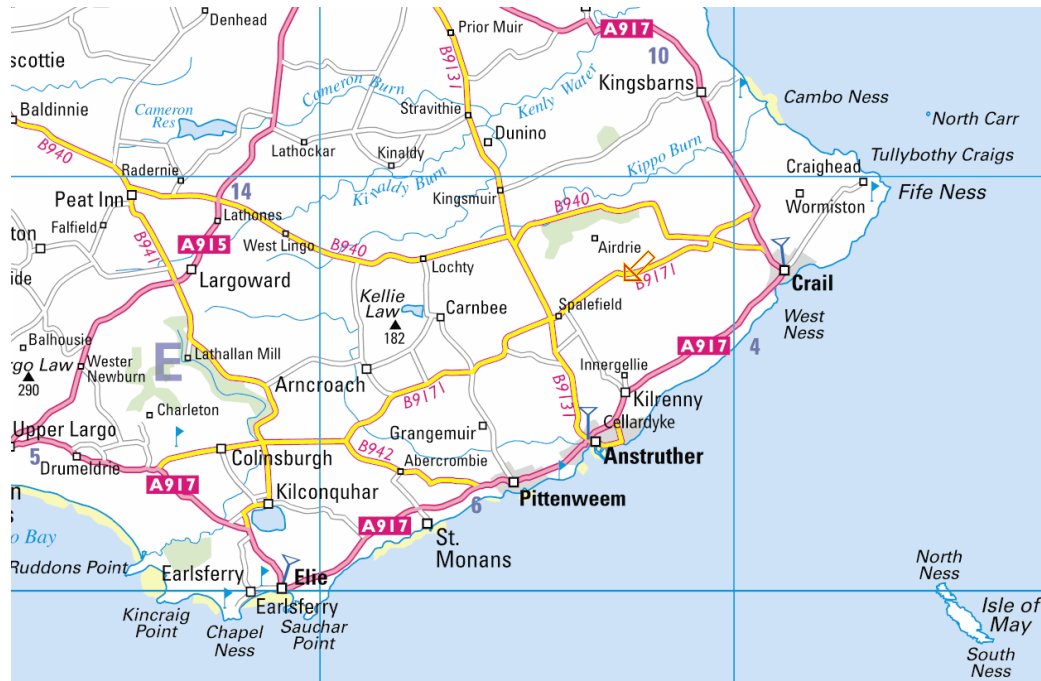 Denhead
Prior Muir
A917
10
scottie
B9131
Kingsbarns
Baldinnie
Cameron
Res
Cameron Burn
Stravithie
Kenly Water
Cambo Ness
North Carr
Dunino
Tullybothy Craigs
B940
Lathockar
Kinaldy
Kippo Burn
Craighead
Radernie
14
Kinaldy Burn
Kingsmuir
Fife Ness
Peat Inn
Wormiston
B940
Falfield
Lathones
ton
B941
A915
West Lingo
B940
Airdrie
Lochty
ide
Largoward
B9171
Crail
Kellie
Law
182
Carnbee
Spalefield
West
Ness
Balhousie
E
Lathallan Mill
A917
4
rgo Law
290
Wester
Newburn
Arncroach
Innergellie
B9171
B9131
Kilrenny
Charleton
Cellardyke
Upper Largo
Grangemuir
5
Drumeldrie
Colinsburgh
B942
Abercrombie
Anstruther
A917
Kilconquhar
Pittenweem
n
s
6
A917
St.
Monans
o Bay
Ruddons Point
Earlsferry
Elie
North
Ness
Earlsferry
Kincraig
Point
Chapel
Ness
Sauchar
Point
Isle of
May
South
Ness